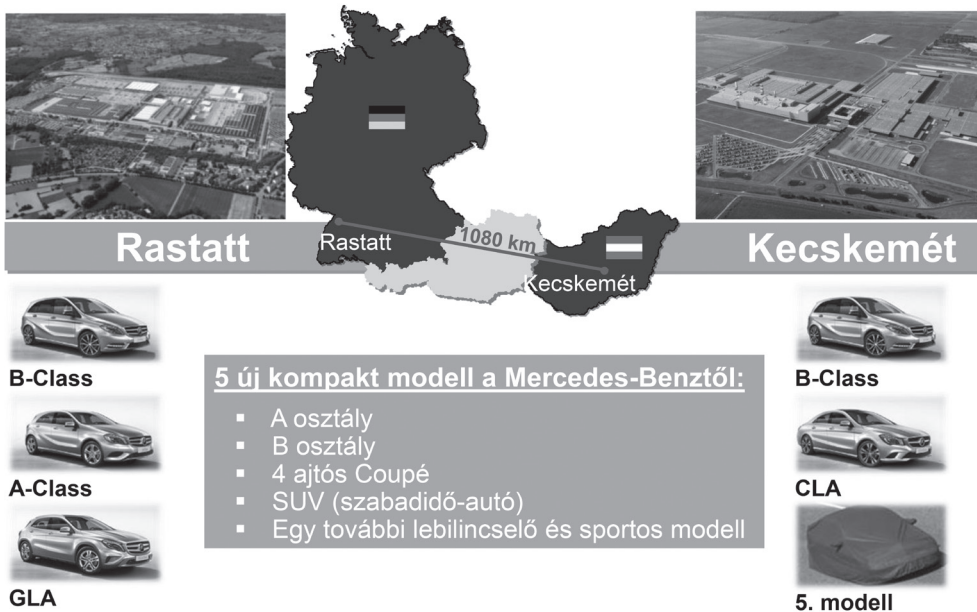 Rastatt
Rastatt
1080 km
Kecskemét
Kecskemét
B-Class
A-Class
GLA
5 új kompakt modell a Mercedes-Benztől:
▪ A osztály
▪ B osztály
▪ 4 ajtós Coupé
▪ SUV (szabadidő-autó)
▪ Egy további lebilincselő és sportos modell
B-Class
CLA
5. modell